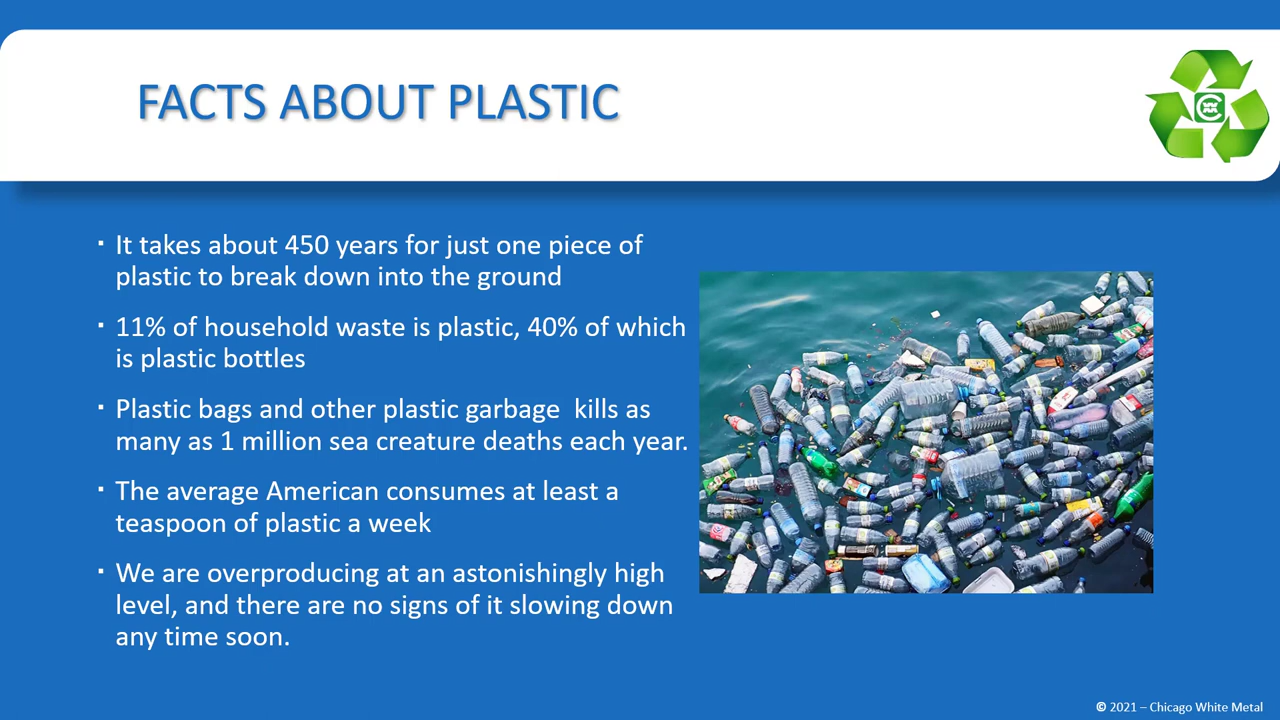 FACTS ABOUT PLASTIC
▪ It takes about 450 years for just one piece of
plastic to break down into the ground
▪ 11% of household waste is plastic, 40% of which
is plastic bottles
▪ Plastic bags and other plastic garbage  kills as
many as 1 million sea creature deaths each year.
▪ The average American consumes at least a
teaspoon of plastic a week
▪ We are overproducing at an astonishingly high
level, and there are no signs of it slowing down
any time soon.
© 2021 – Chicago White Metal